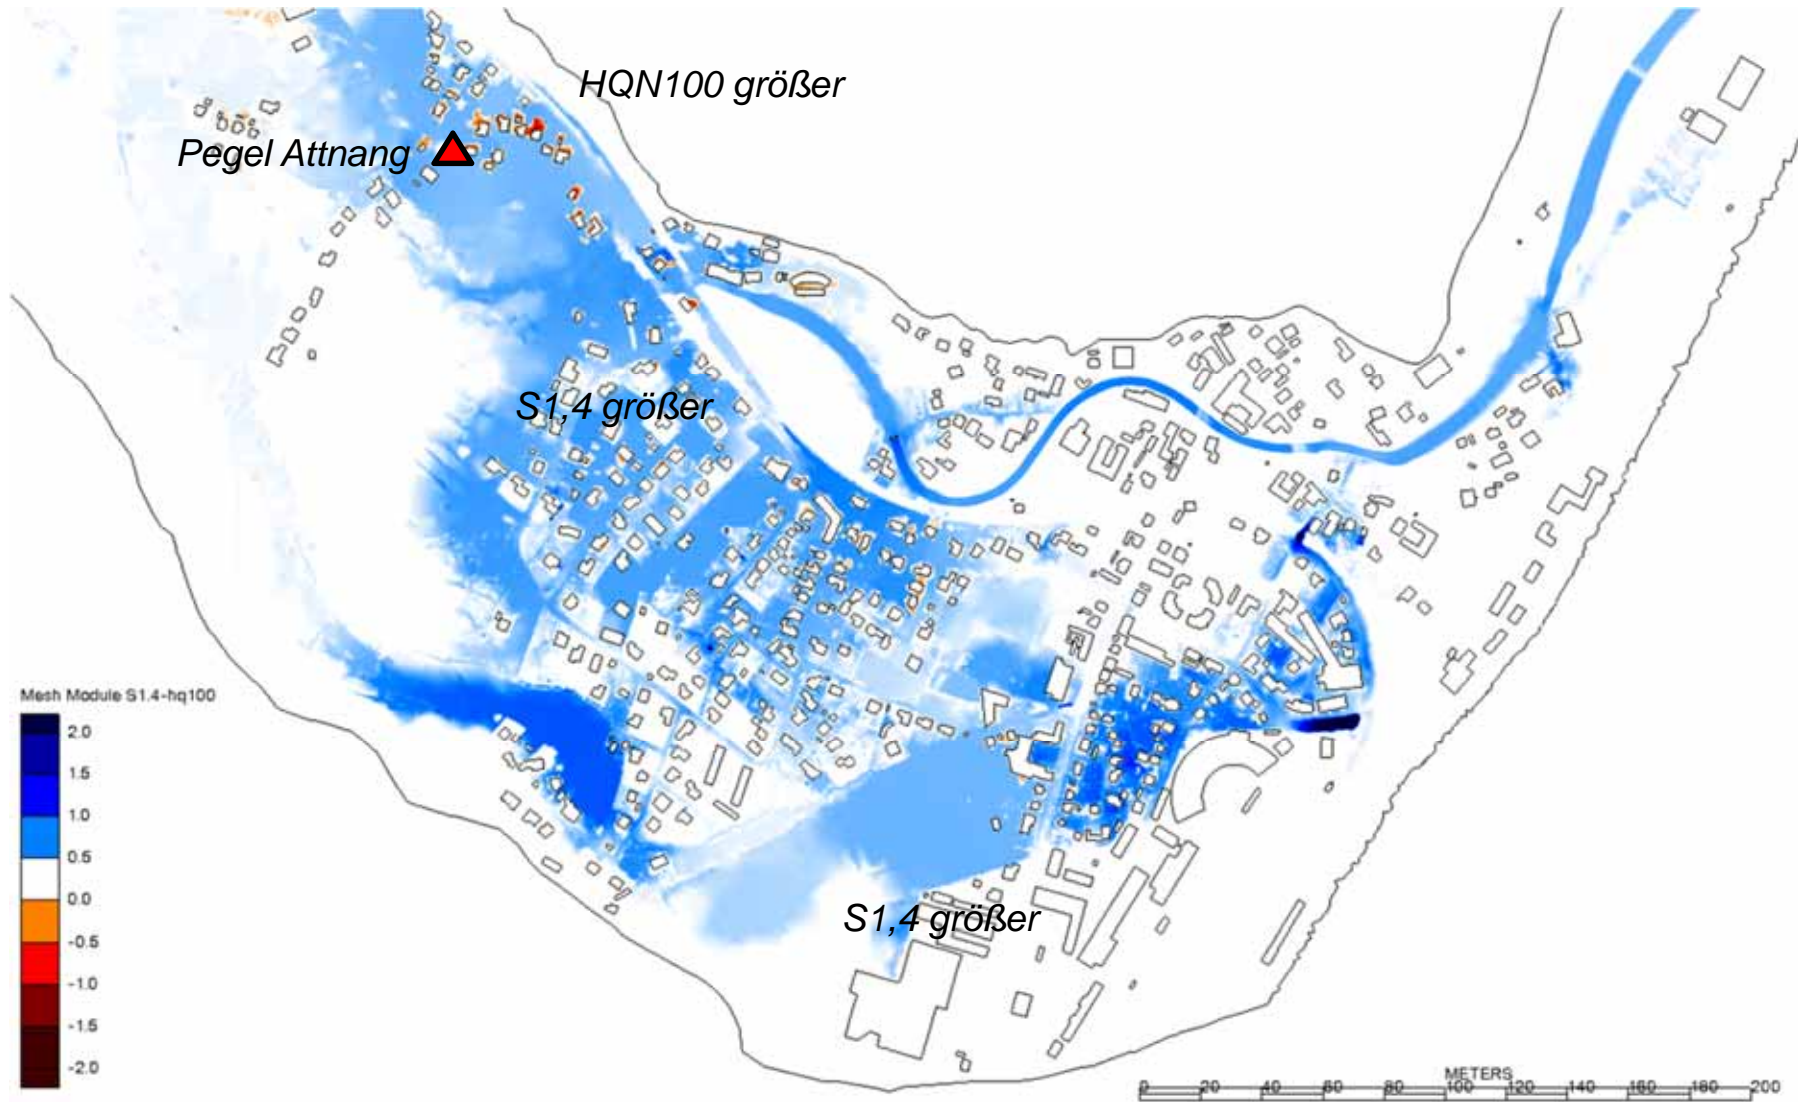 HQN100 größer
Pegel Attnang
S1,4 größer
S1,4 größer
Mesh Module S1.4-hq100
2.0
1.5
1.0
0.5
0.0
-0.5
-1.0
-1.5
-2.0
METERS
0 20 40 60 80 100 120 140 160 180 200